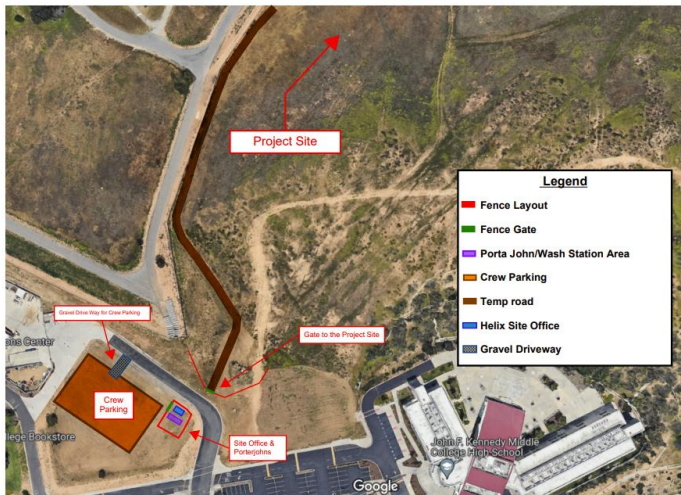 Project Site
Legend
Fence Layout
Fence Gate
Porta John/Wash Station Area
Crew Parking
Temp road
Helix Site Office
Gravel Driveway
Gravel Drive Way for Crew Parking
ons Center
Gate to the Project Site
Crew
Parking
llege Bookstore
Site Office &
Porterjohns
John F. Kennedy Middle
College High School
Google